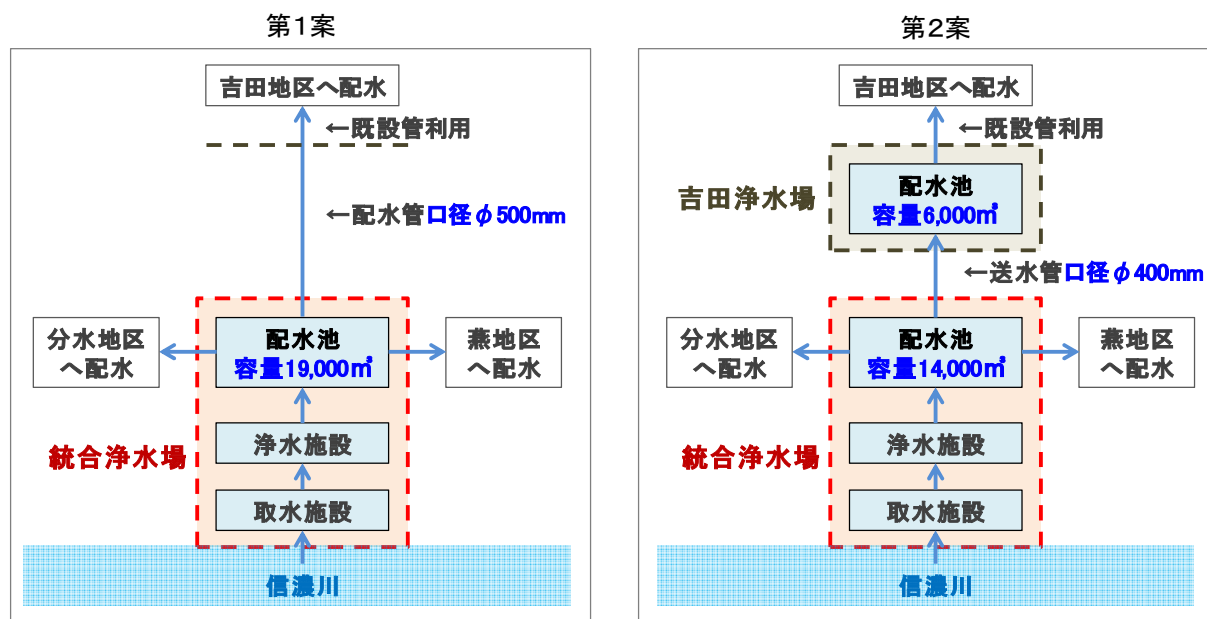 第１案
吉田地区へ配水
←既設管利用
←配水管口径φ500mm
分水地区
へ配水
配水池
容量19,000㎥
燕地区
へ配水
統合浄水場
浄水施設
取水施設
信濃川
第２案
吉田地区へ配水
←既設管利用
吉田浄水場
配水池
容量6,000㎥
←送水管口径φ400mm
分水地区
へ配水
配水池
容量14,000㎥
燕地区
へ配水
統合浄水場
浄水施設
取水施設
信濃川